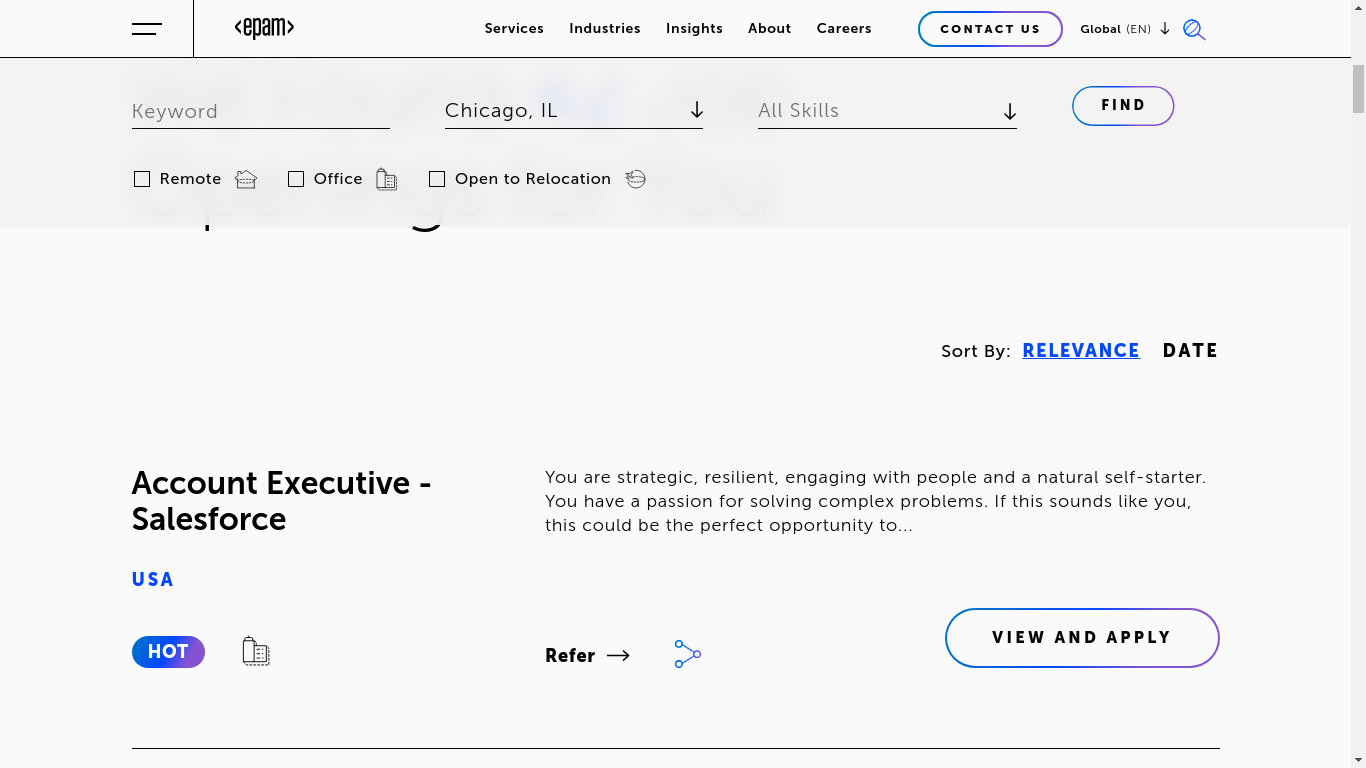 <epam>
Services Industries Insights About Careers CONTACT US Global (EN)
Keyword Chicago, IL All Skills FIND
Remote Office Open to Relocation
Openings for You
Sort By: RELEVANCE DATE
Account Executive -
Salesforce
You are strategic, resilient, engaging with people and a natural self-starter.
You have a passion for solving complex problems. If this sounds like you,
this could be the perfect opportunity to...
USA
HOT
Refer
VIEW AND APPLY